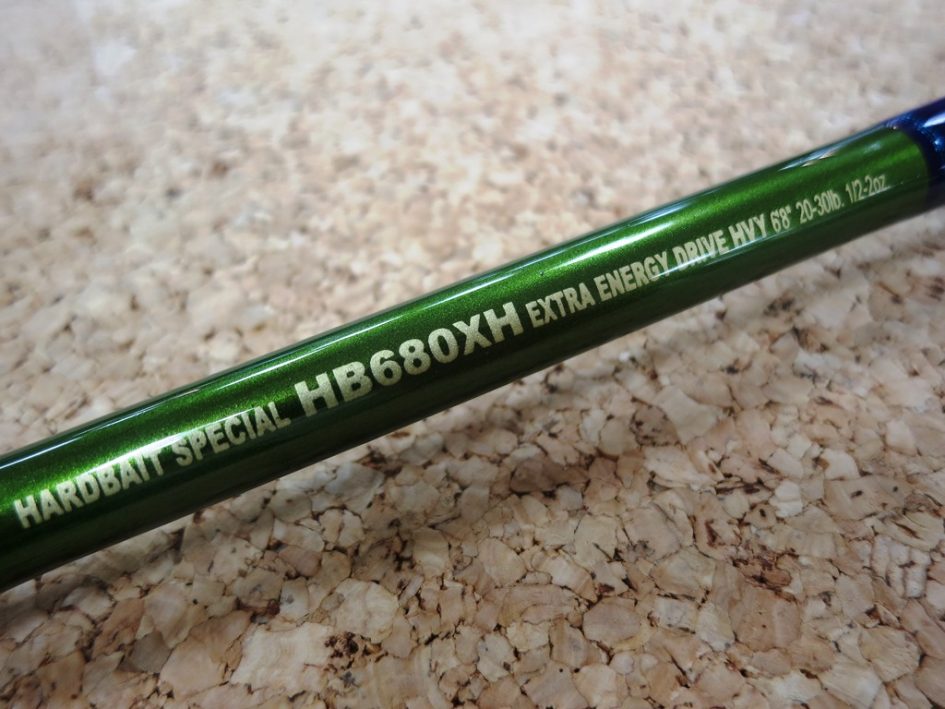 HARDBAIT SPECIAL HB680XH EXTRA ENERGY DRIVE HVY 6'8" 20-30lb. 1/2-2oz.